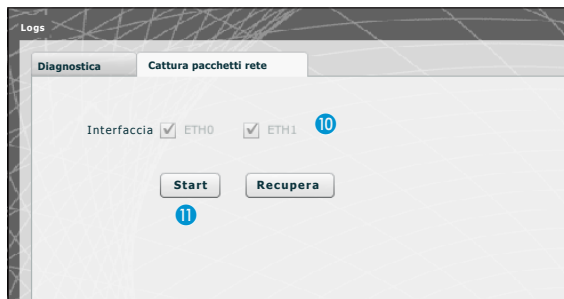 Logs
Diagnostica Cattura pacchetti rete
Interfaccia ETH0 ETH1 10
Start Recupera
11